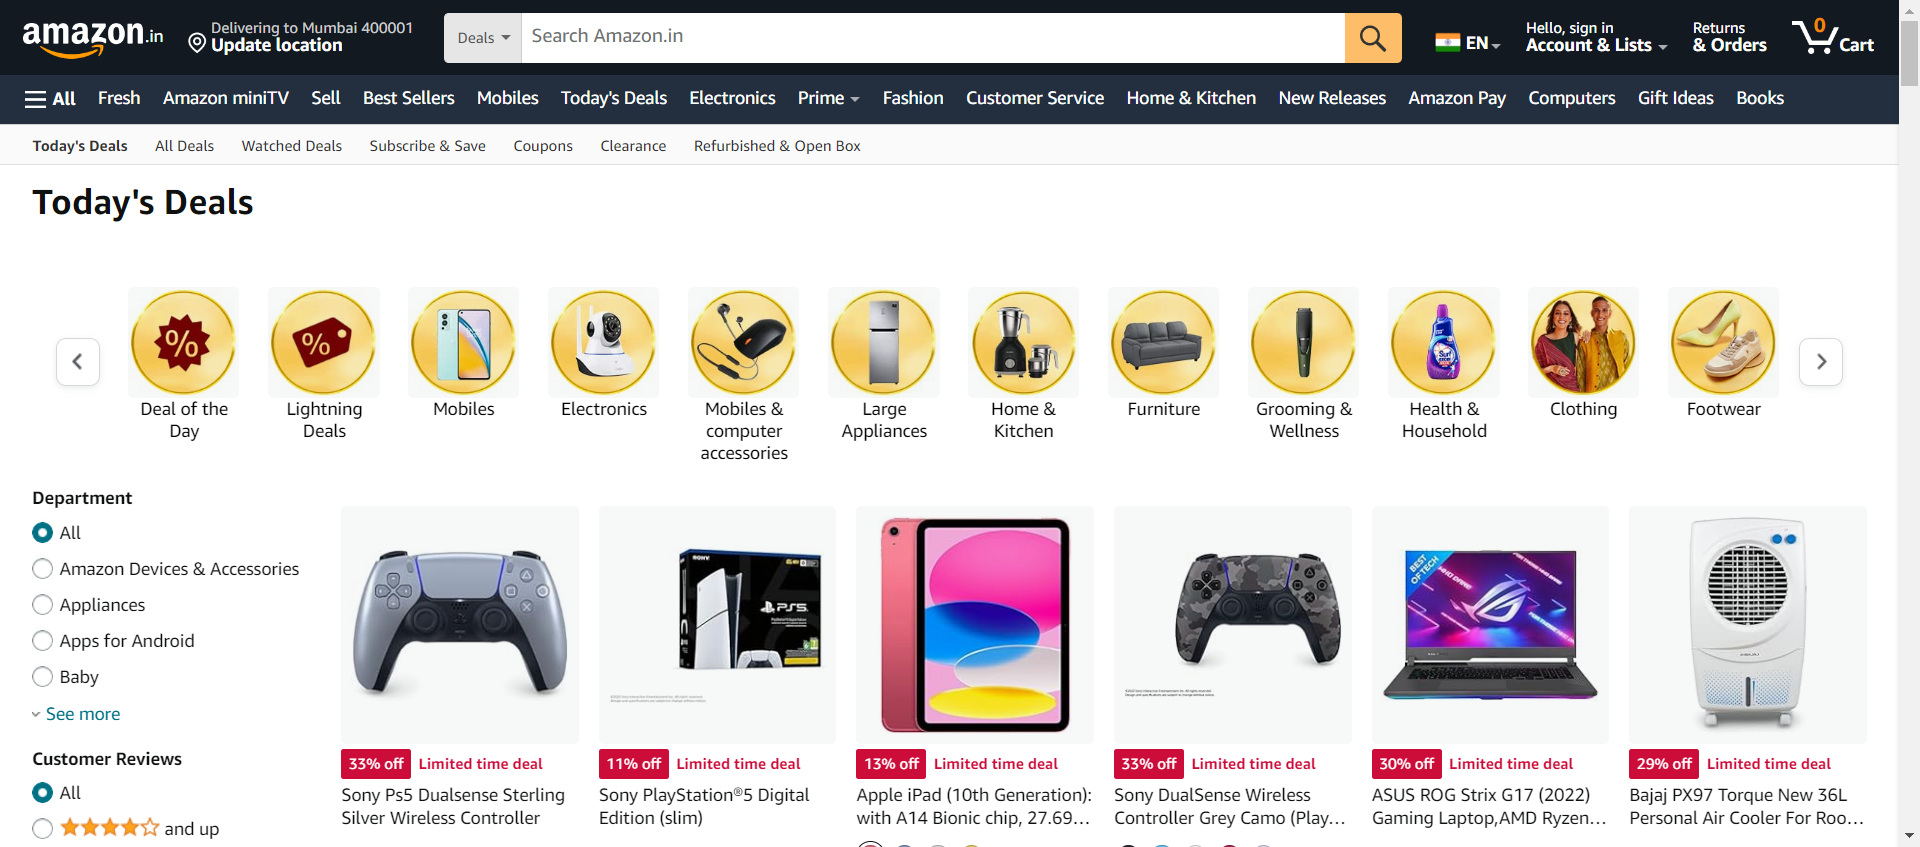 amazon.in
Delivering to Mumbai 400001
Update location
Deals
Search Amazon.in
EN
Hello, sign in
Account & Lists
Returns
& Orders
0
Cart
All
Fresh
Amazon miniTV
Sell
Best Sellers
Mobiles
Today's Deals
Electronics
Prime
Fashion
Customer Service
Home & Kitchen
New Releases
Amazon Pay
Computers
Gift Ideas
Books
Today's Deals
All Deals
Watched Deals
Subscribe & Save
Coupons
Clearance
Refurbished & Open Box
Today's Deals
%
%
Surf
Deal of the
Day
Lightning
Deals
Mobiles
Electronics
Mobiles &
computer
accessories
Large
Appliances
Home &
Kitchen
Furniture
Grooming &
Wellness
Health &
Household
Clothing
Footwear
Department
All
Amazon Devices & Accessories
Appliances
Apps for Android
Baby
See more
Customer Reviews
All
and up
SONY
PS5
BEST
OF TECH
33% off
Limited time deal
Sony Ps5 Dualsense Sterling
Silver Wireless Controller
11% off
Limited time deal
Sony PlayStation®5 Digital
Edition (slim)
13% off
Limited time deal
Apple iPad (10th Generation):
with A14 Bionic chip, 27.69...
33% off
Limited time deal
Sony DualSense Wireless
Controller Grey Camo (Play...
30% off
Limited time deal
ASUS ROG Strix G17 (2022)
Gaming Laptop,AMD Ryzen...
29% off
Limited time deal
Bajaj PX97 Torque New 36L
Personal Air Cooler For Roo...